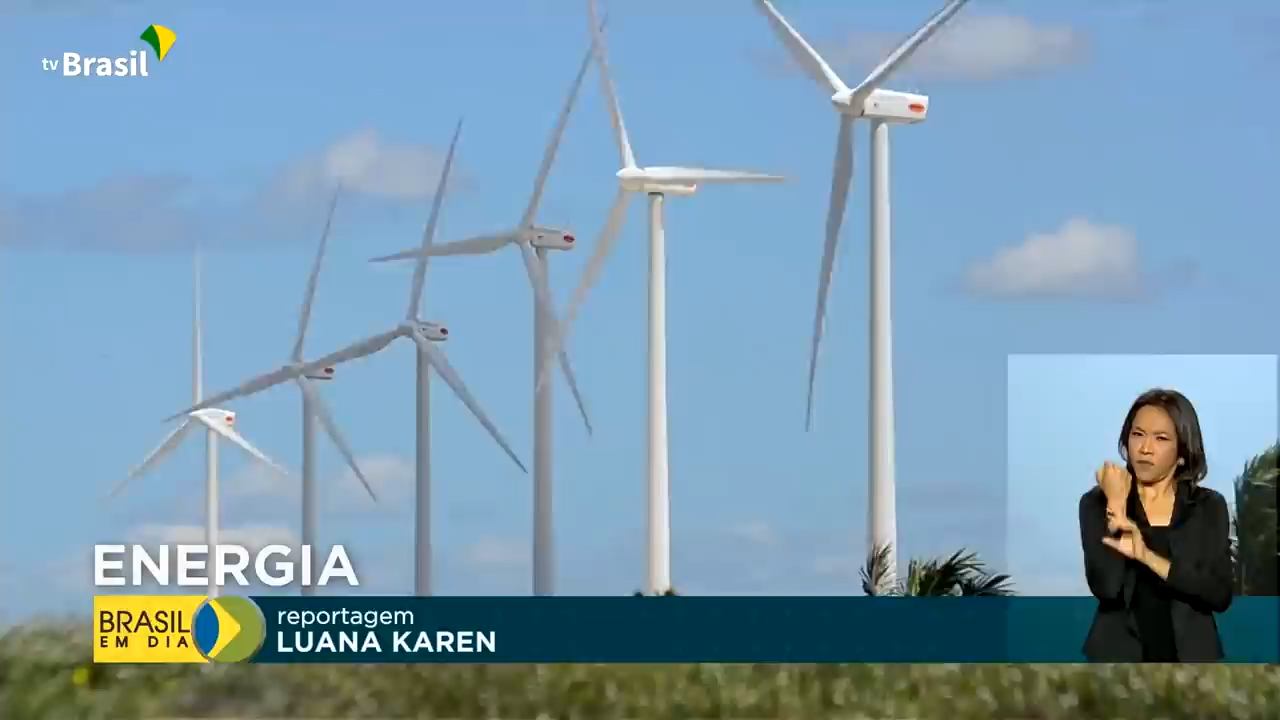 tv Brasil
ENERGIA
BRASIL
EM DIA
reportagem
LUANA KAREN